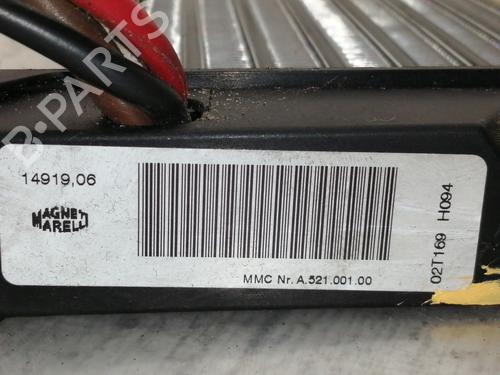 B-PARTS
14919,06
MAGNETI
MARELLI
MMC Nr. A.521.001.00
02T169 H094